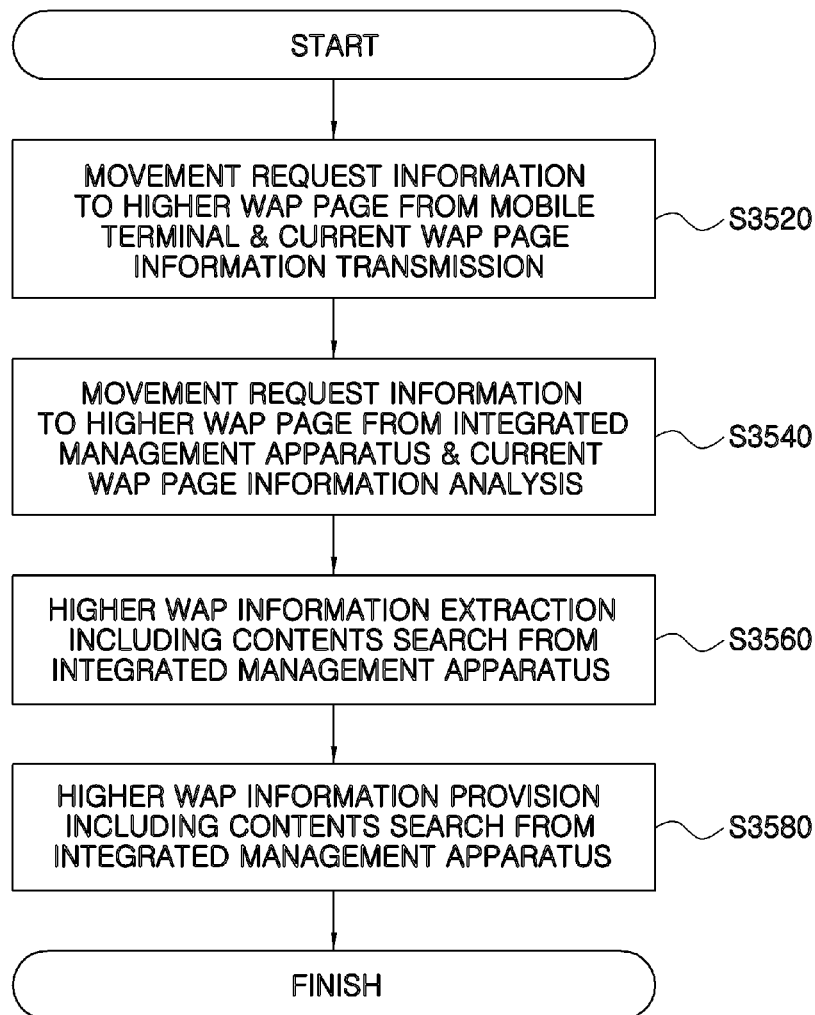 START
MOVEMENT REQUEST INFORMATION
TO HIGHER WAP PAGE FROM MOBILE
TERMINAL & CURRENT WAP PAGE
INFORMATION TRANSMISSION
S3520
MOVEMENT REQUEST INFORMATION
TO HIGHER WAP PAGE FROM INTEGRATED
MANAGEMENT APPARATUS & CURRENT
WAP PAGE INFORMATION ANALYSIS
S3540
HIGHER WAP INFORMATION EXTRACTION
INCLUDING CONTENTS SEARCH FROM
INTEGRATED MANAGEMENT APPARATUS
S3560
HIGHER WAP INFORMATION PROVISION
INCLUDING CONTENTS SEARCH FROM
INTEGRATED MANAGEMENT APPARATUS
S3580
FINISH